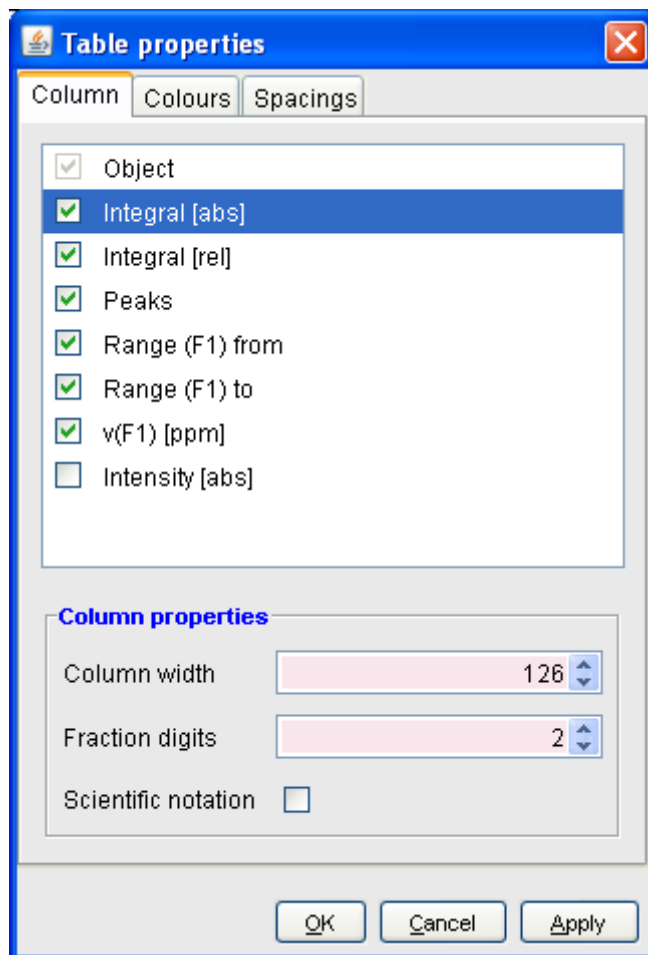 Table properties
Column Colours Spacings
Object
Integral [abs]
Integral [rel]
Peaks
Range (F1) from
Range (F1) to
v(F1) [ppm]
Intensity [abs]
Column properties
Column width 126
Fraction digits 2
Scientific notation
OK Cancel Apply